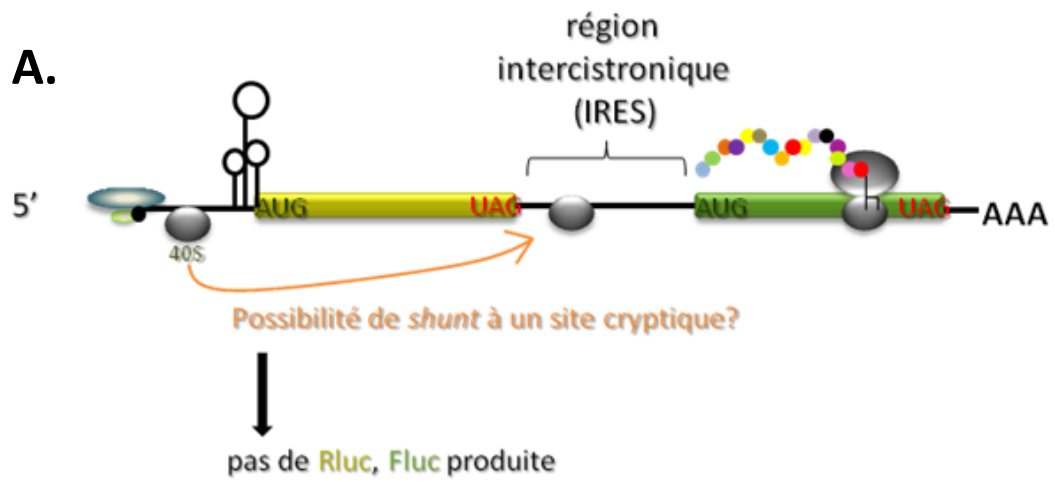 A.
région
intercistronique
(IRES)
5’ AUG UAG AUG UAG AAA
40S
Possibilité de shunt à un site cryptique?
pas de Rluc, Fluc produite